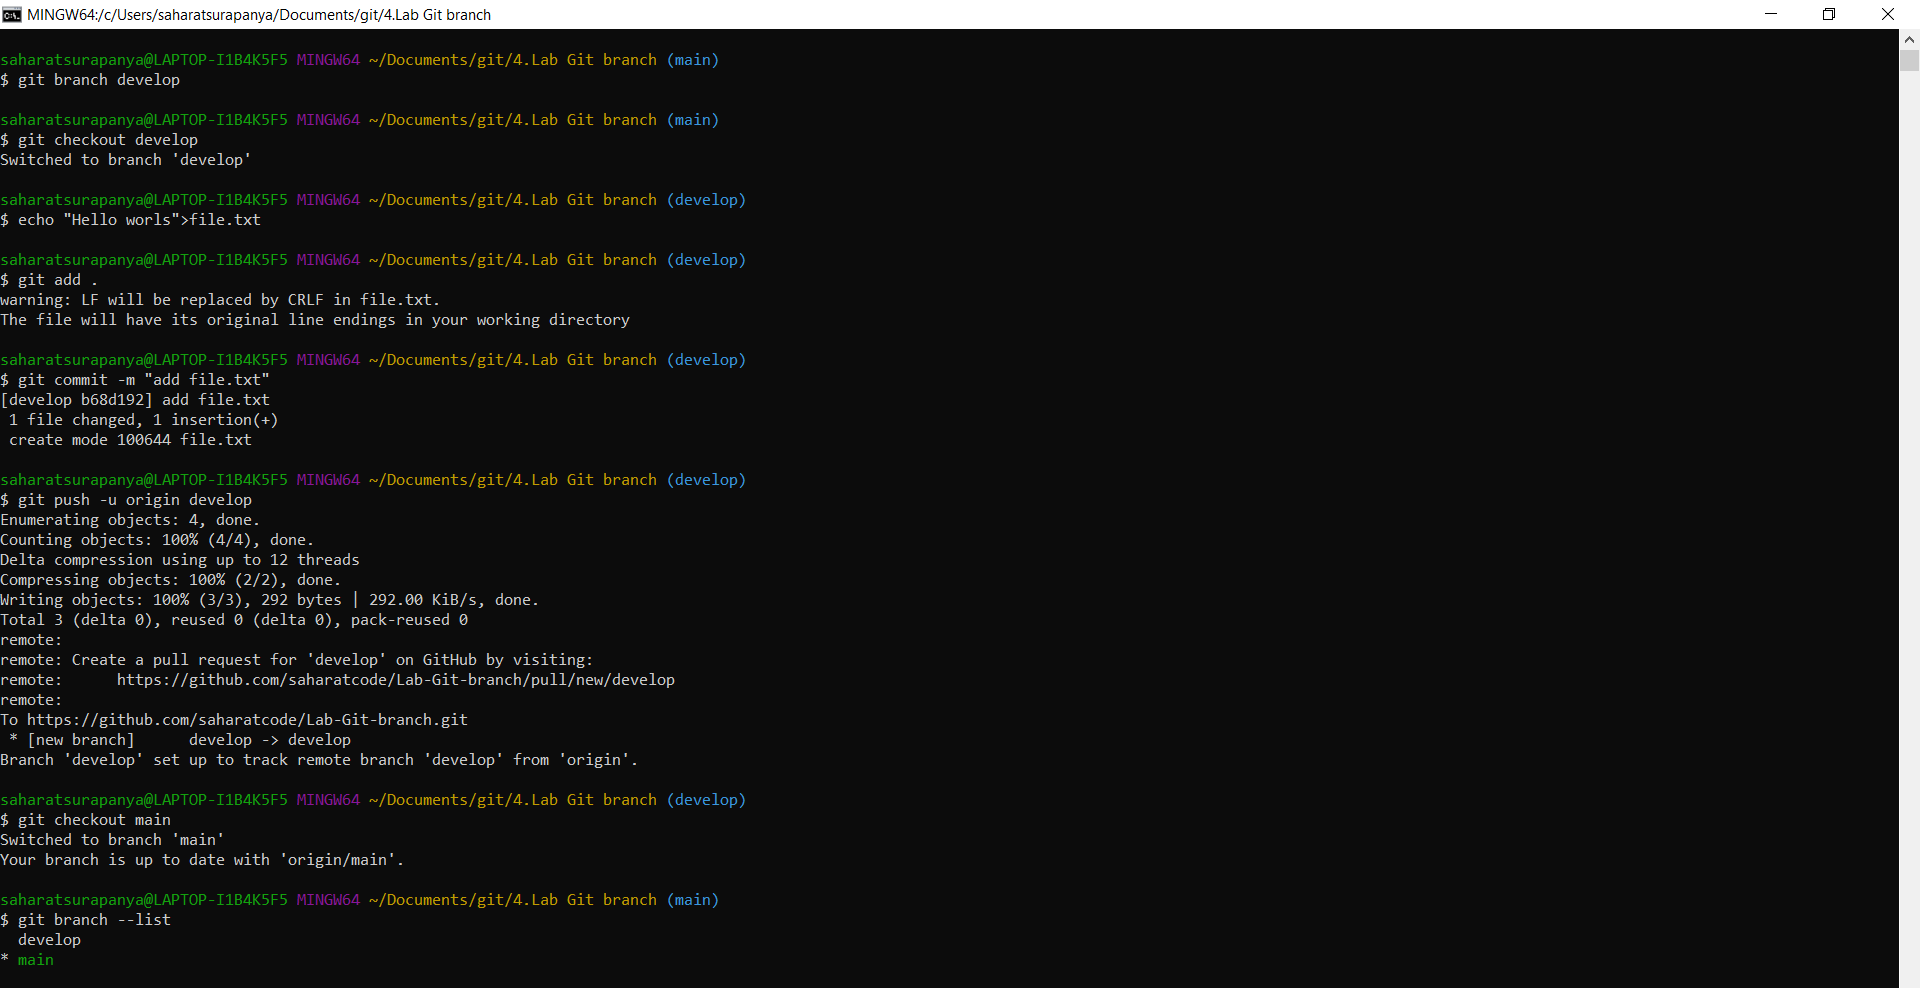 MINGW64:/c/Users/saharatsurapanya/Documents/git/4.Lab Git branch
saharatsurapanya@LAPTOP-I1B4K5F5 MINGW64 ~/Documents/git/4.Lab Git branch (main)
$ git branch develop
saharatsurapanya@LAPTOP-I1B4K5F5 MINGW64 ~/Documents/git/4.Lab Git branch (main)
$ git checkout develop
Switched to branch 'develop'
saharatsurapanya@LAPTOP-I1B4K5F5 MINGW64 ~/Documents/git/4.Lab Git branch (develop)
$ echo "Hello worls">file.txt
saharatsurapanya@LAPTOP-I1B4K5F5 MINGW64 ~/Documents/git/4.Lab Git branch (develop)
$ git add .
warning: LF will be replaced by CRLF in file.txt.
The file will have its original line endings in your working directory
saharatsurapanya@LAPTOP-I1B4K5F5 MINGW64 ~/Documents/git/4.Lab Git branch (develop)
$ git commit -m "add file.txt"
[develop b68d192] add file.txt
 1 file changed, 1 insertion(+)
 create mode 100644 file.txt
saharatsurapanya@LAPTOP-I1B4K5F5 MINGW64 ~/Documents/git/4.Lab Git branch (develop)
$ git push -u origin develop
Enumerating objects: 4, done.
Counting objects: 100% (4/4), done.
Delta compression using up to 12 threads
Compressing objects: 100% (2/2), done.
Writing objects: 100% (3/3), 292 bytes | 292.00 KiB/s, done.
Total 3 (delta 0), reused 0 (delta 0), pack-reused 0
remote:
remote: Create a pull request for 'develop' on GitHub by visiting:
remote:      https://github.com/saharatcode/Lab-Git-branch/pull/new/develop
remote:
To https://github.com/saharatcode/Lab-Git-branch.git
 * [new branch]      develop -> develop
Branch 'develop' set up to track remote branch 'develop' from 'origin'.
saharatsurapanya@LAPTOP-I1B4K5F5 MINGW64 ~/Documents/git/4.Lab Git branch (develop)
$ git checkout main
Switched to branch 'main'
Your branch is up to date with 'origin/main'.
saharatsurapanya@LAPTOP-I1B4K5F5 MINGW64 ~/Documents/git/4.Lab Git branch (main)
$ git branch --list
  develop
* main